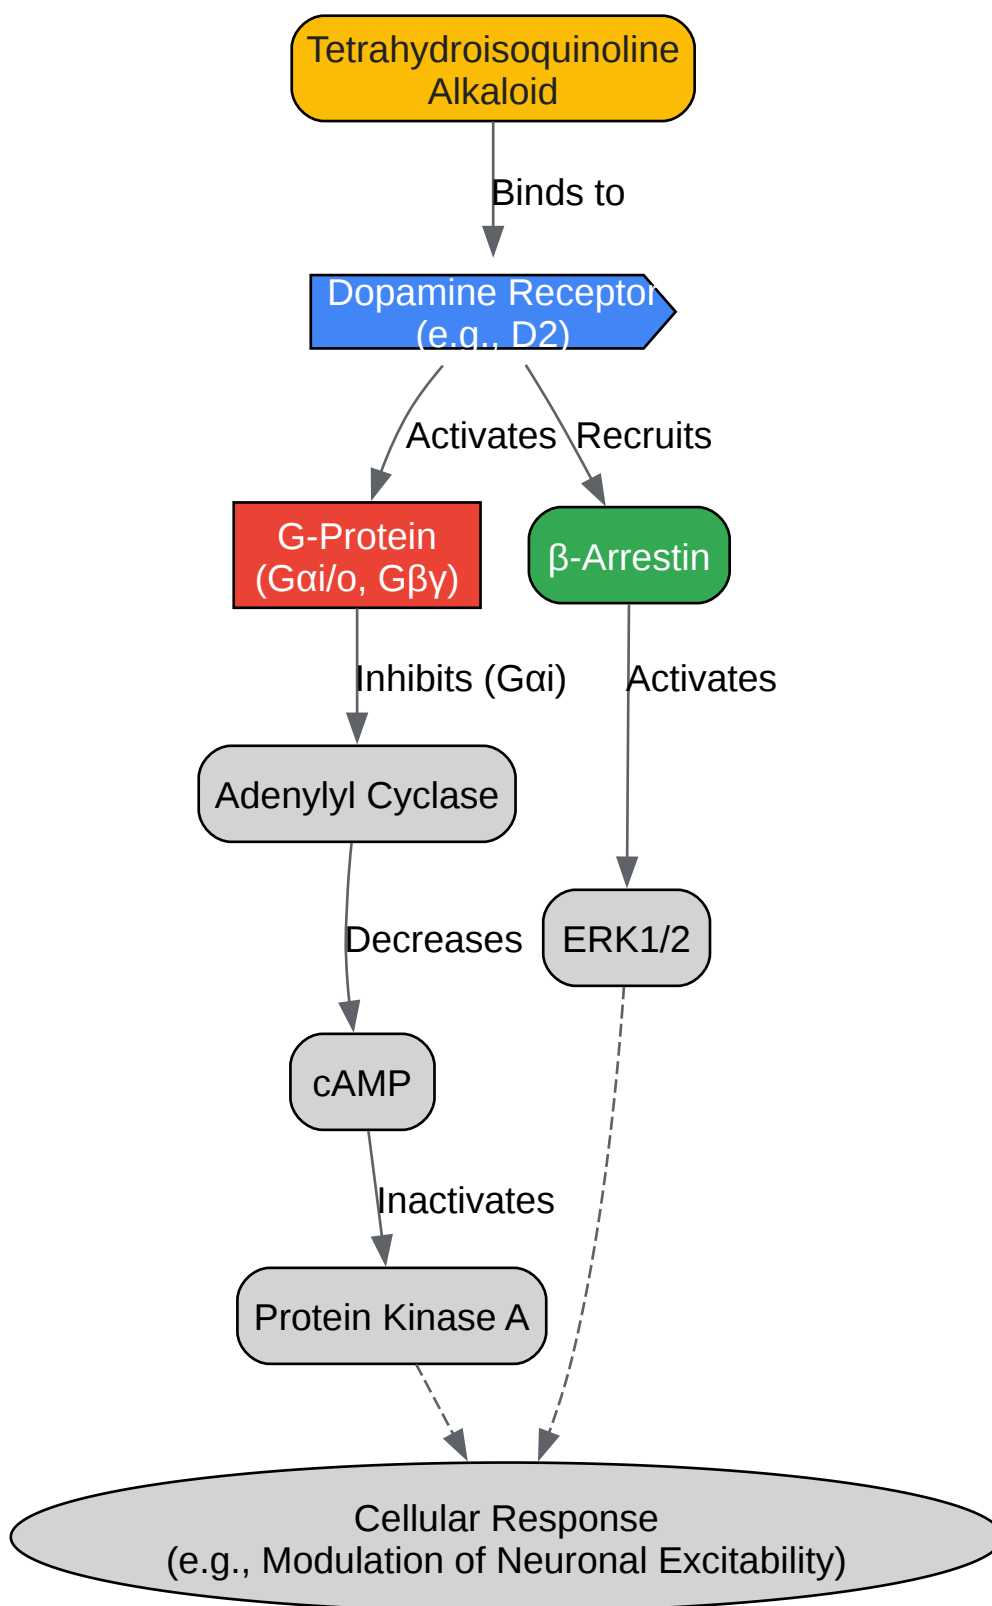 Tetrahydroisoquinoline
Alkaloid
Binds to
Dopamine Receptor
(e.g., D2)
Activates
Recruits
G-Protein
(Gαi/o, Gβγ)
β-Arrestin
Inhibits (Gαi)
Activates
Adenylyl Cyclase
Decreases
ERK1/2
cAMP
Inactivates
Protein Kinase A
Cellular Response
(e.g., Modulation of Neuronal Excitability)